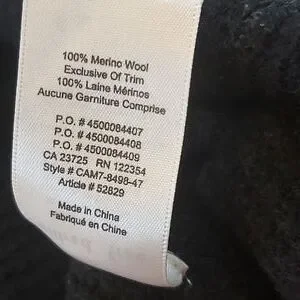 100% Merino Wool
Exclusive Of Trim
100% Laine Mérinos
Aucune Garniture Comprise
P.O. # 4500084407
P.O. # 4500084408
P.O. # 4500084409
CA 23725 RN 122354
Style # CAM7-8498-47
Article # 52829
Made in China
Fabriqué en Chine